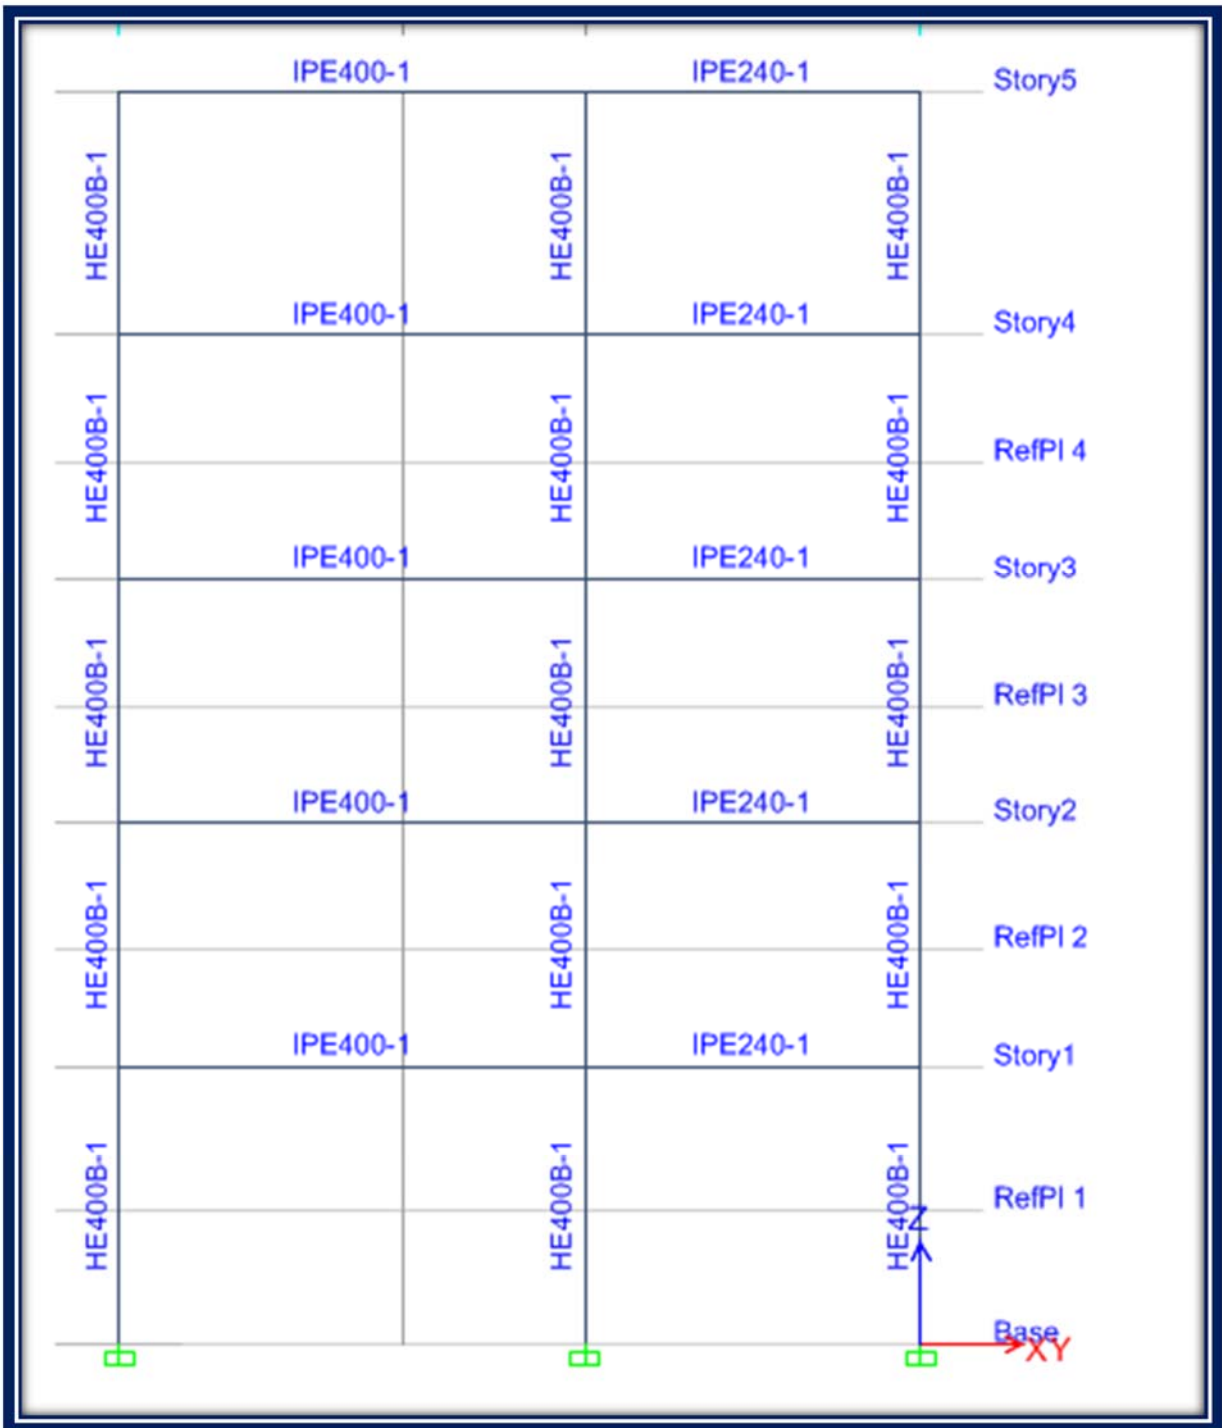 IPE400-1 IPE240-1 Story5
HE400B-1 HE400B-1 HE400B-1
IPE400-1 IPE240-1 Story4
HE400B-1 HE400B-1 HE400B-1 RefPl 4
IPE400-1 IPE240-1 Story3
HE400B-1 HE400B-1 HE400B-1 RefPl 3
IPE400-1 IPE240-1 Story2
HE400B-1 HE400B-1 HE400B-1 RefPl 2
IPE400-1 IPE240-1 Story1
HE400B-1 HE400B-1 HE400B-1 RefPl 1
Z
Base
XY